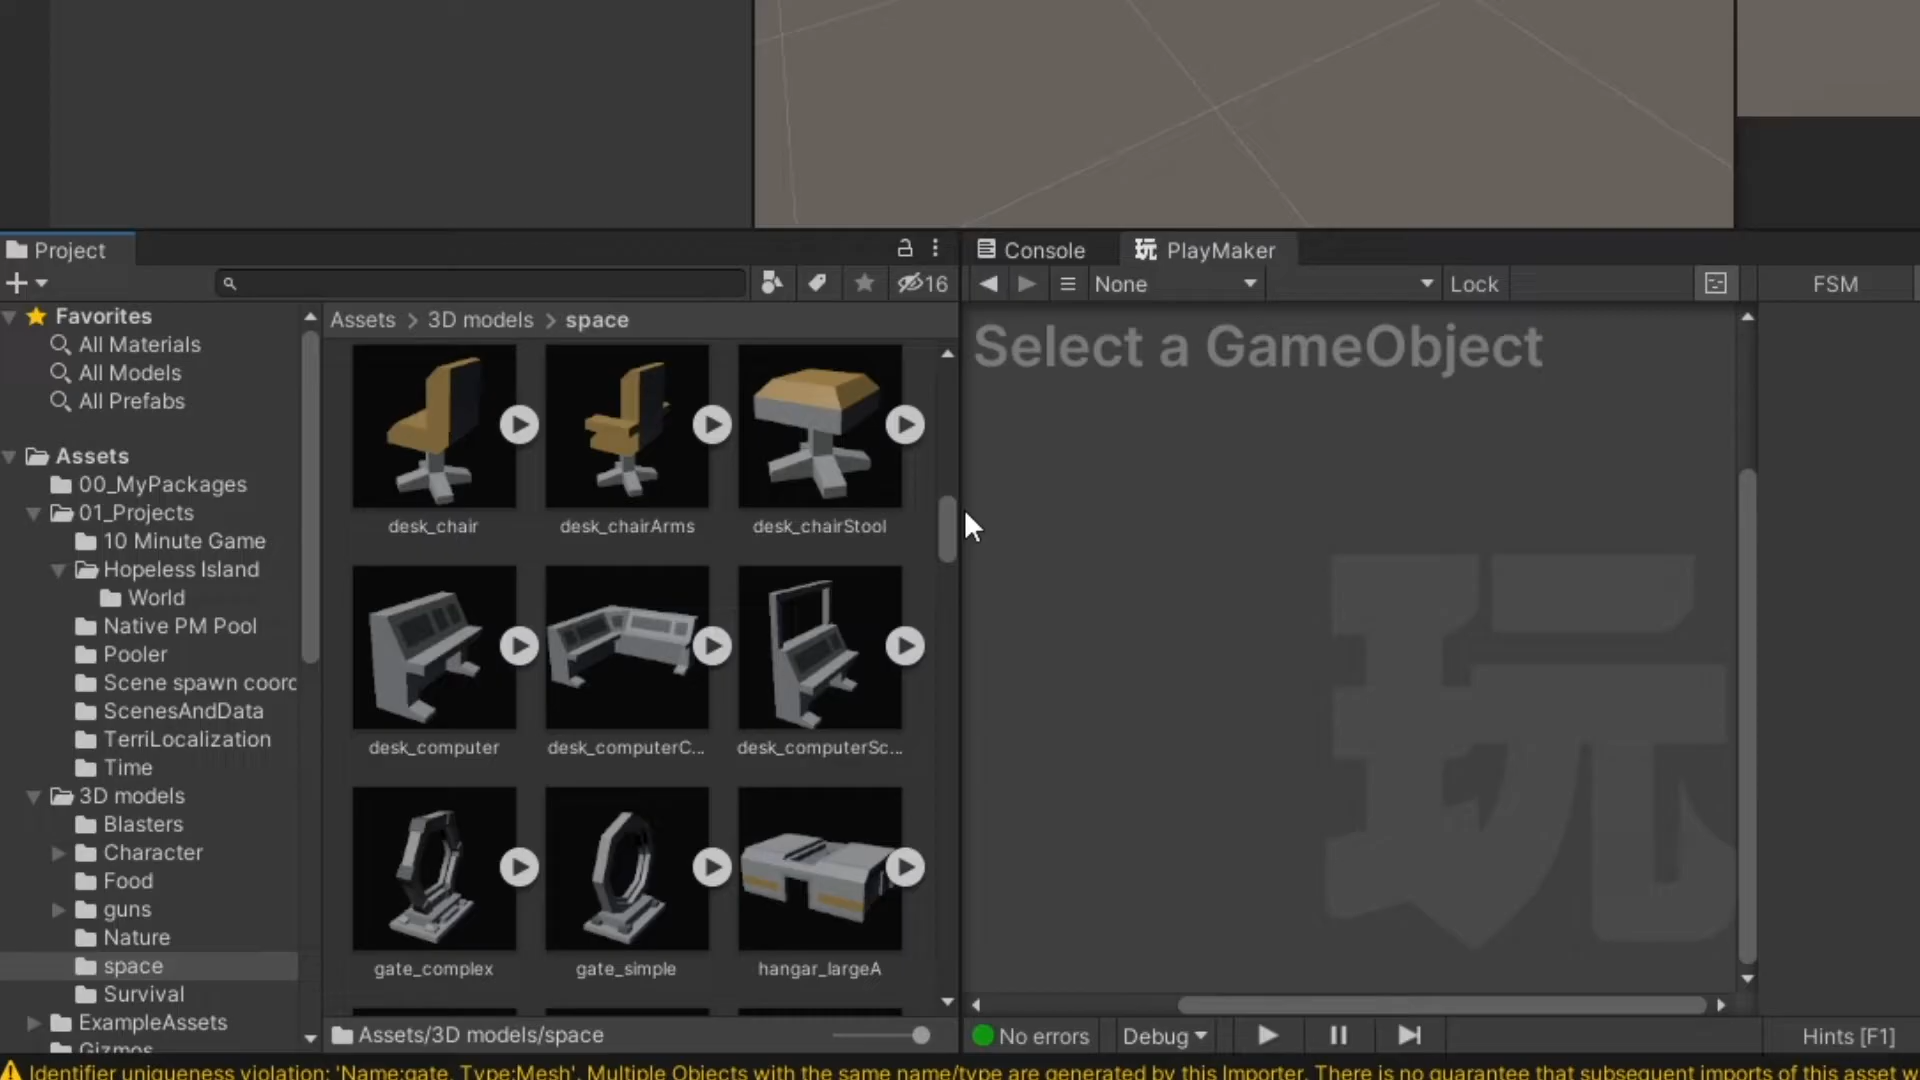 Project
16
Favorites
All Materials
All Models
All Prefabs
Assets
00_MyPackages
01_Projects
10 Minute Game
Hopeless Island
World
Native PM Pool
Pooler
Scene spawn coord
ScenesAndData
TerriLocalization
Time
3D models
Blasters
Character
Food
guns
Nature
space
Survival
ExampleAssets
Gizmos
Assets > 3D models > space
desk_chair
desk_chairArms
desk_chairStool
desk_computer
desk_computerC...
desk_computerSc...
gate_complex
gate_simple
hangar_largeA
Assets/3D models/space
Console
玩 PlayMaker
None
Lock
FSM
Select a GameObject
玩
No errors
Debug
Hints [F1]
Identifier uniqueness violation: 'Name:gate, Type:Mesh'. Multiple Objects with the same name/type are generated by this Importer. There is no guarantee that subsequent imports of this asset w